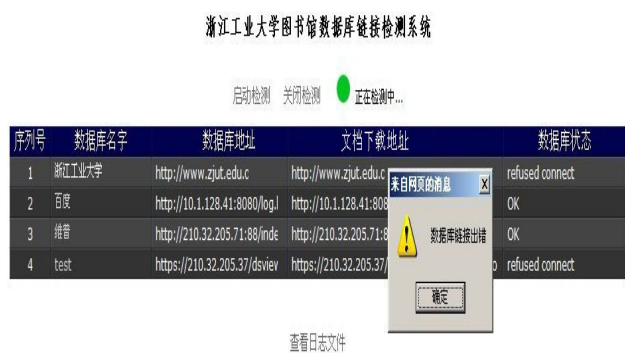 浙江工业大学图书馆数据库链接检测系统
启动检测 关闭检测 正在检测中...
序列号 数据库名字 数据库地址 文档下载地址 数据库状态
1 浙江工业大学 http://www.zjut.edu.c http://www.zjut.edu.c refused connect
2 百度 http://10.1.128.41:8080/log.l http://10.1.128.41:808 OK
3 维普 http://210.32.205.71:88/inde http://210.32.205.71:8 OK
4 test https://210.32.205.37/dsview https://210.32.205.37/ o refused connect
来自网页的消息
数据库链接出错
确定
查看日志文件